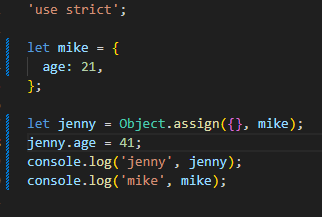 'use strict';
let mike = {
age: 21,
};
let jenny = Object.assign({}, mike);
jenny.age = 41;
console.log('jenny', jenny);
console.log('mike', mike);